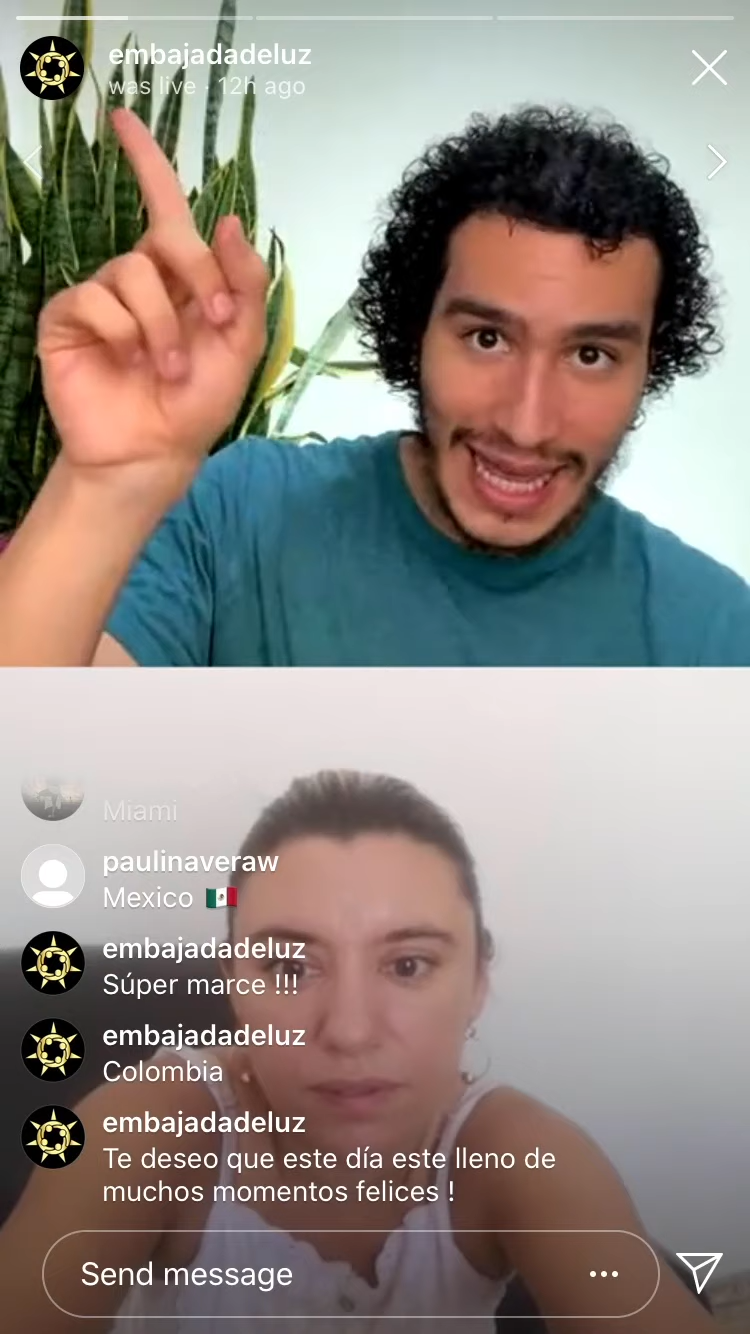 embajadadeluz
was live · 12h ago
Miami
paulinaveraw
Mexico 🇲🇽
embajadadeluz
Súper marce !!!
embajadadeluz
Colombia
embajadadeluz
Te deseo que este día este lleno de
muchos momentos felices !
Send message